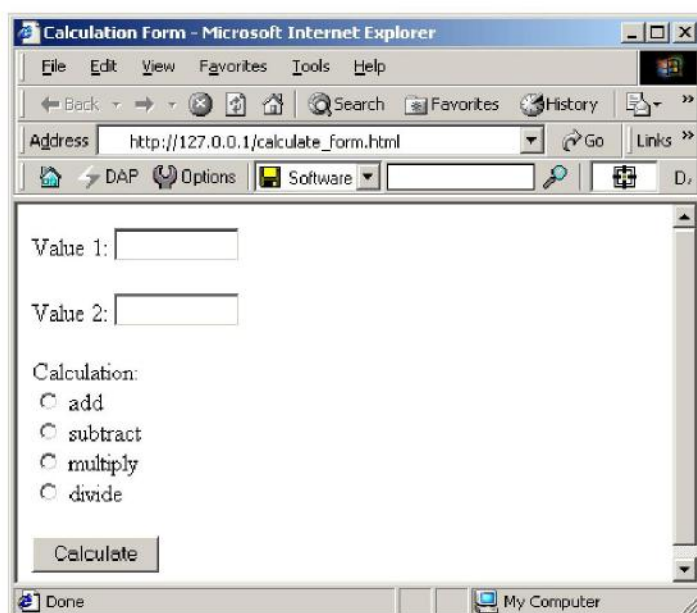 Calculation Form - Microsoft Internet Explorer
File Edit View Favorites Tools Help
Back Search Favorites History »
Address http://127.0.0.1/calculate_form.html Go Links »
DAP Options Software D
Value 1:
Value 2:
Calculation:
add
subtract
multiply
divide
Calculate
Done My Computer